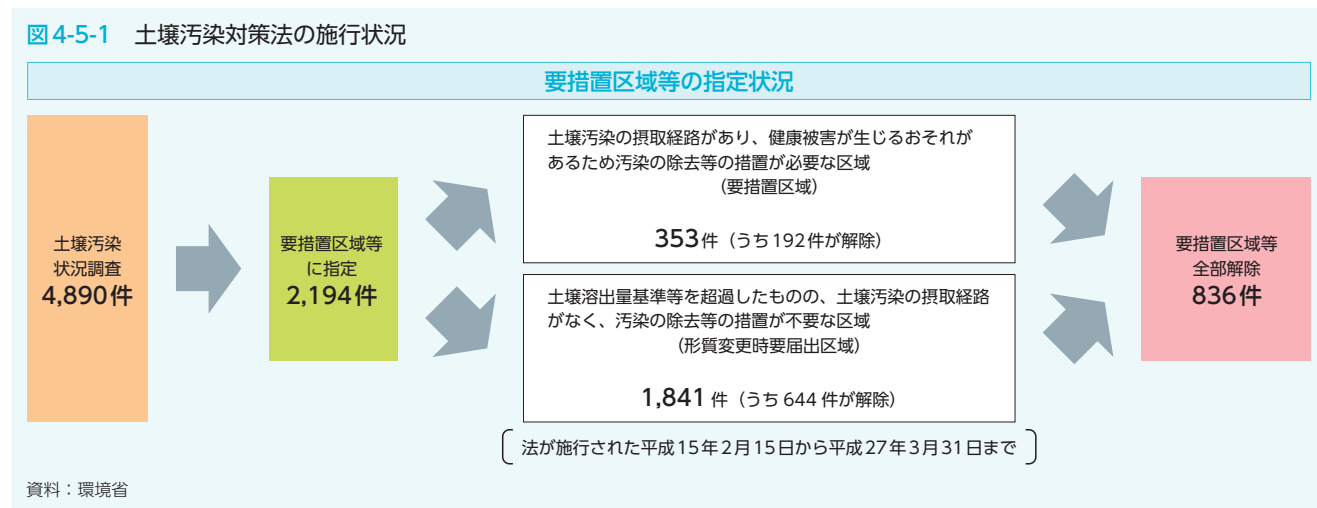 図4-5-1 土壌汚染対策法の施行状況
要措置区域等の指定状況
土壌汚染
状況調査
4,890件
要措置区域等
に指定
2,194件
土壌汚染の摂取経路があり、健康被害が生じるおそれが
あるため汚染の除去等の措置が必要な区域
（要措置区域）
353件（うち192件が解除）
土壌溶出量基準等を超過したものの、土壌汚染の摂取経路
がなく、汚染の除去等の措置が不要な区域
（形質変更時要届出区域）
1,841件（うち644件が解除）
要措置区域等
全部解除
836件
〔法が施行された平成15年2月15日から平成27年3月31日まで〕
資料：環境省